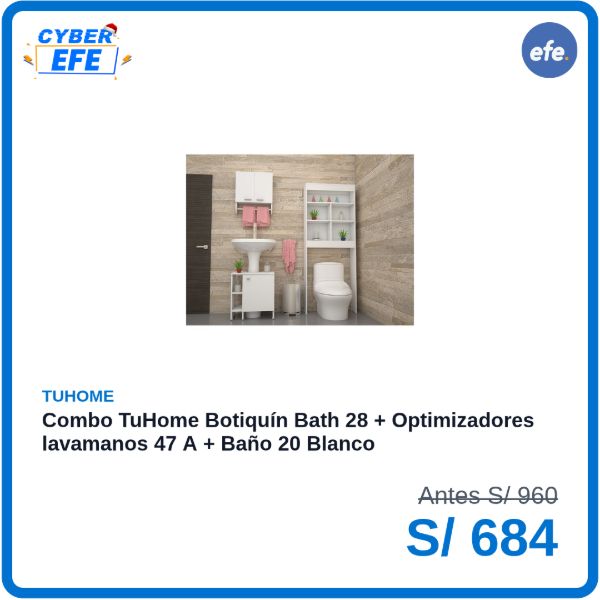 CYBER
EFE
efe.
TUHOME
Combo TuHome Botiquín Bath 28 + Optimizadores
lavamanos 47 A + Baño 20 Blanco
Antes S/ 960
S/ 684